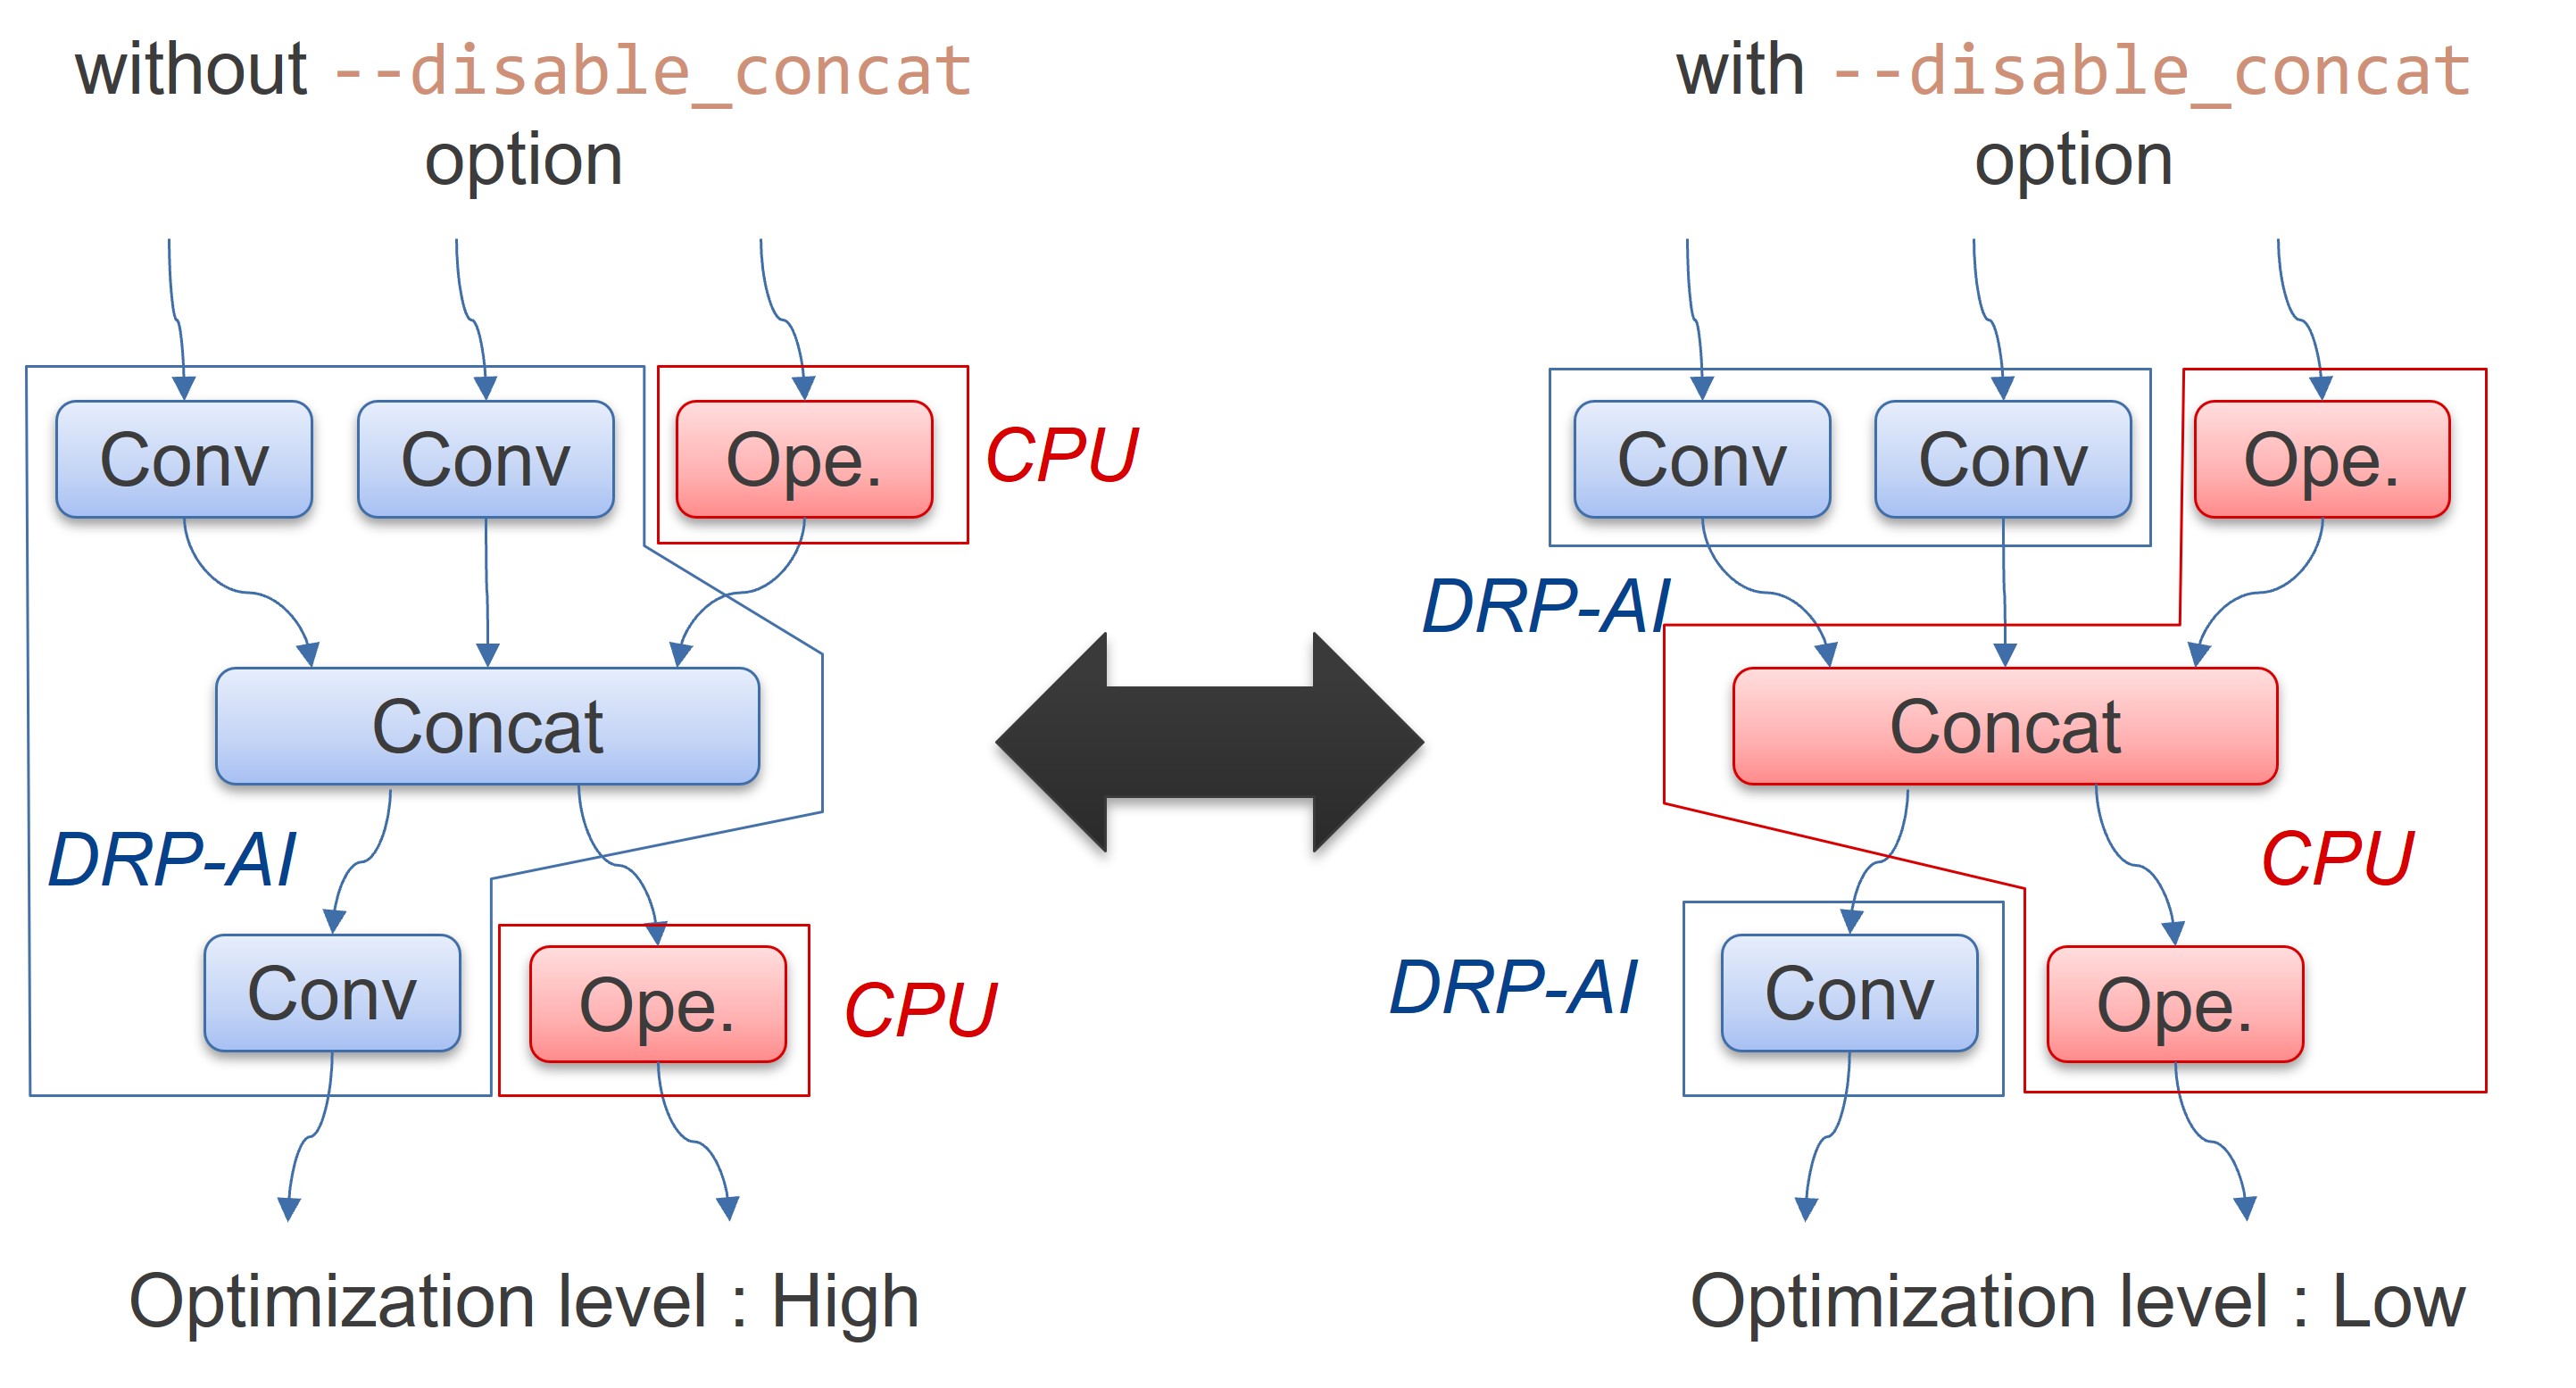 without --disable_concat
option
Conv
Conv
Ope.
CPU
Concat
DRP-AI
Conv
Ope.
CPU
Optimization level : High
with --disable_concat
option
Conv
Conv
Ope.
DRP-AI
Concat
CPU
DRP-AI
Conv
Ope.
Optimization level : Low